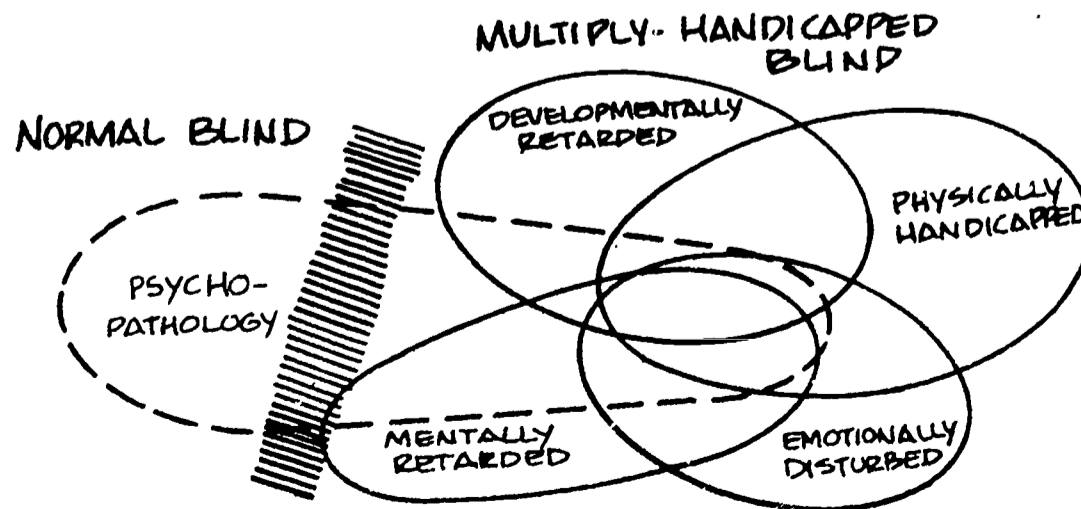 MULTIPLY-HANDICAPPED
BLIND
NORMAL BLIND
DEVELOPMENTALLY
RETARDED
PHYSICALLY
HANDICAPPED
PSYCHO-
PATHOLOGY
MENTALLY
RETARDED
EMOTIONALLY
DISTURBED